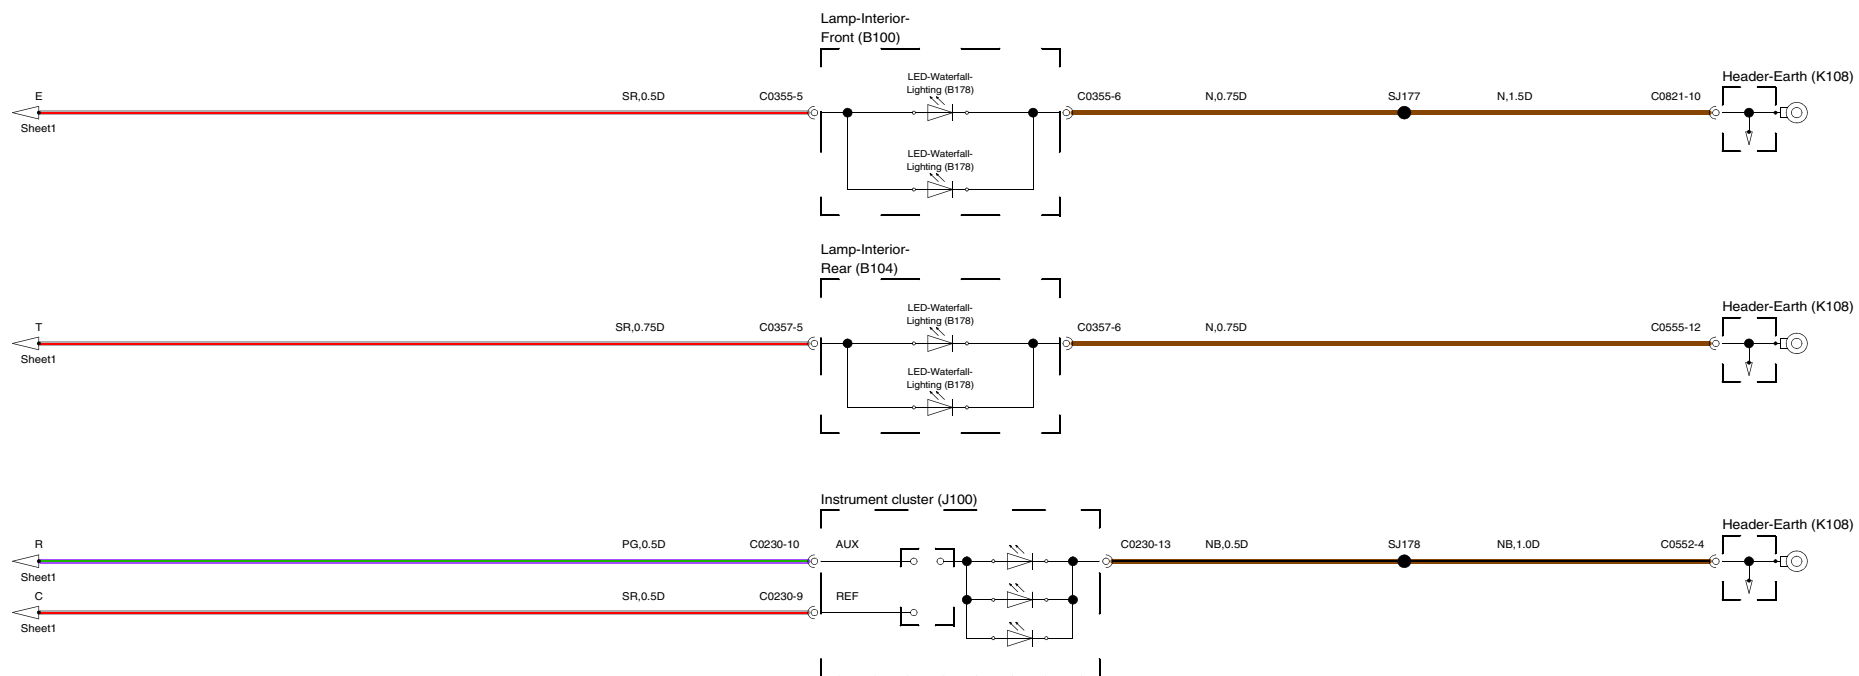 Lamp-Interior-
Front (B100)
LED-Waterfall-
Lighting (B178)
Header-Earth (K108)
E
SR,0.5D
C0355-5
C0355-6
N,0.75D
SJ177
N,1.5D
C0821-10
Sheet1
LED-Waterfall-
Lighting (B178)
Lamp-Interior-
Rear (B104)
LED-Waterfall-
Lighting (B178)
Header-Earth (K108)
T
SR,0.75D
C0357-5
C0357-6
N,0.75D
C0555-12
Sheet1
LED-Waterfall-
Lighting (B178)
Instrument cluster (J100)
Header-Earth (K108)
R
PG,0.5D
C0230-10
AUX
C0230-13
NB,0.5D
SJ178
NB,1.0D
C0552-4
Sheet1
C
SR,0.5D
C0230-9
REF
Sheet1